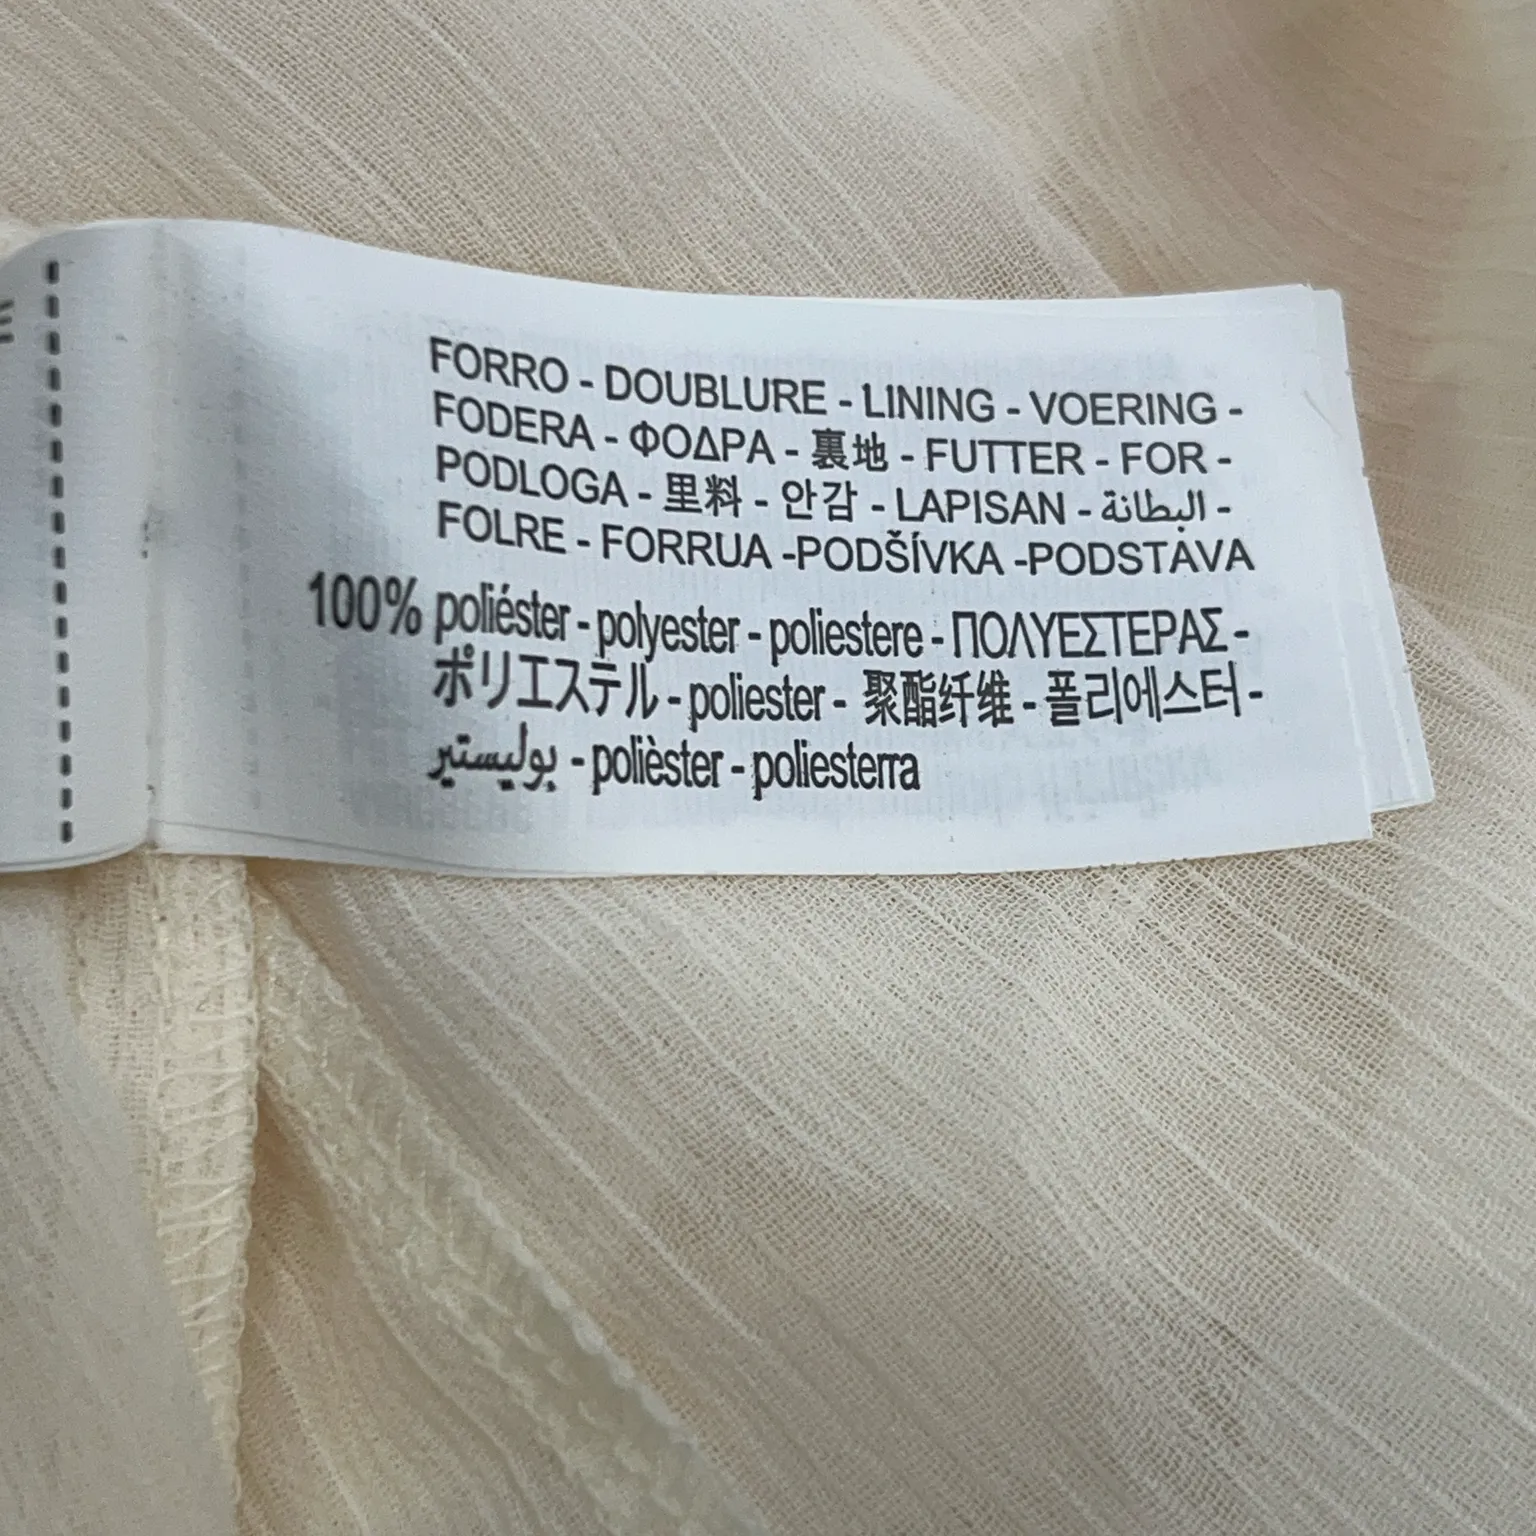 FORRO - DOUBLURE - LINING - VOERING -
FODERA - ΦΟΔΡΑ - 裏地 - FUTTER - FOR -
PODLOGA - 里料 - 안감 - LAPISAN - البطانة -
FOLRE - FORRUA -PODŠÍVKA -PODSTAVA
100% poliéster - polyester - poliestere - ΠΟΛΥΕΣΤΕΡΑΣ -
ポリエステル - poliester - 聚酯纤维 - 폴리에스터 -
بوليستير - polièster - poliesterra